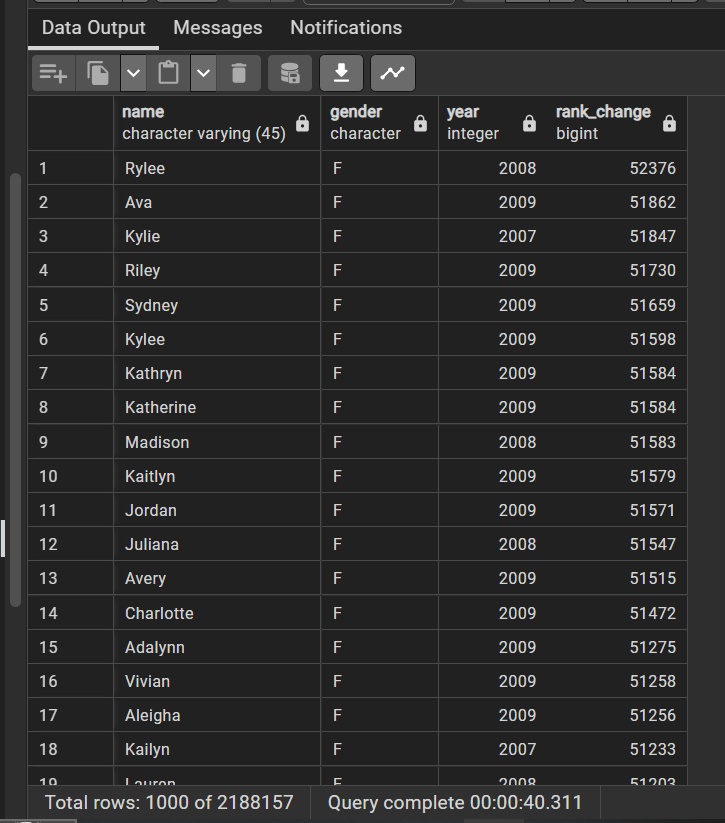 Data Output Messages Notifications
name gender year rank_change
character varying (45) character integer bigint
1 Rylee F 2008 52376
2 Ava F 2009 51862
3 Kylie F 2007 51847
4 Riley F 2009 51730
5 Sydney F 2009 51659
6 Kylee F 2009 51598
7 Kathryn F 2009 51584
8 Katherine F 2009 51584
9 Madison F 2008 51583
10 Kaitlyn F 2009 51579
11 Jordan F 2009 51571
12 Juliana F 2008 51547
13 Avery F 2009 51515
14 Charlotte F 2009 51472
15 Adalynn F 2009 51275
16 Vivian F 2009 51258
17 Aleigha F 2009 51256
18 Kailyn F 2007 51233
19 Lauren F 2008 51203
Total rows: 1000 of 2188157 Query complete 00:00:40.311